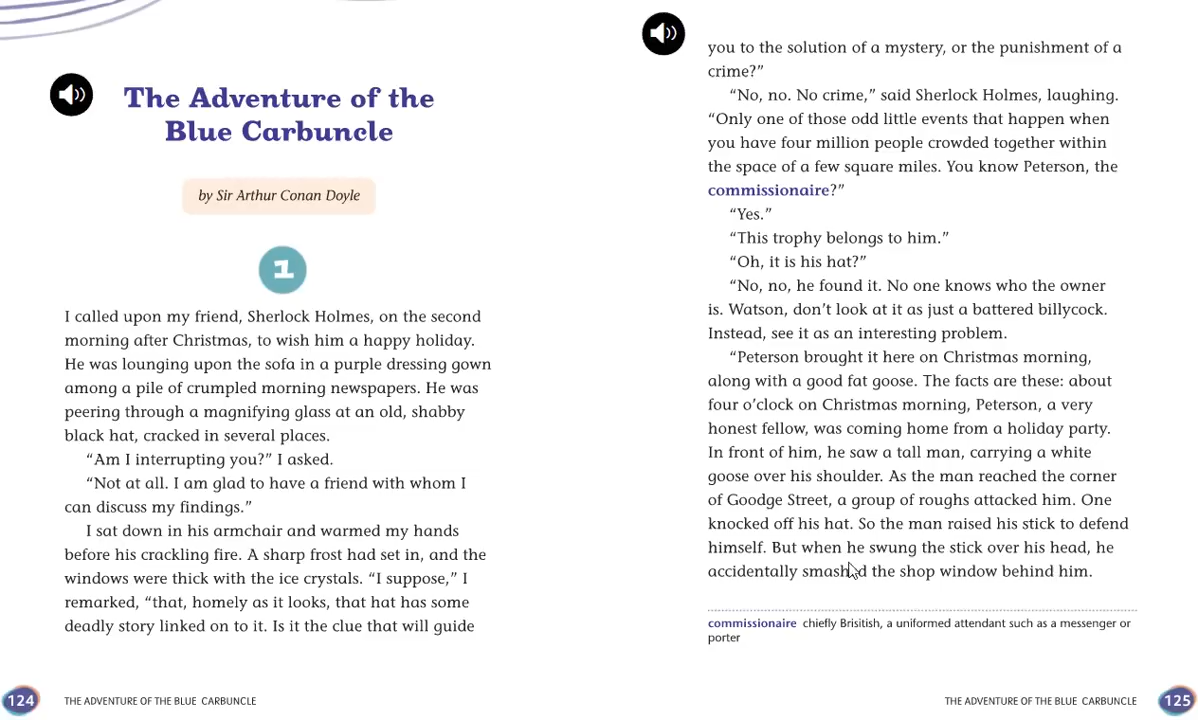 The Adventure of the
Blue Carbuncle
by Sir Arthur Conan Doyle
1
I called upon my friend, Sherlock Holmes, on the second
morning after Christmas, to wish him a happy holiday.
He was lounging upon the sofa in a purple dressing gown
among a pile of crumpled morning newspapers. He was
peering through a magnifying glass at an old, shabby
black hat, cracked in several places.
“Am I interrupting you?” I asked.
“Not at all. I am glad to have a friend with whom I
can discuss my findings.”
I sat down in his armchair and warmed my hands
before his crackling fire. A sharp frost had set in, and the
windows were thick with the ice crystals. “I suppose,” I
remarked, “that, homely as it looks, that hat has some
deadly story linked on to it. Is it the clue that will guide
124
THE ADVENTURE OF THE BLUE CARBUNCLE
you to the solution of a mystery, or the punishment of a
crime?”
“No, no. No crime,” said Sherlock Holmes, laughing.
“Only one of those odd little events that happen when
you have four million people crowded together within
the space of a few square miles. You know Peterson, the
commissionaire?”
“Yes.”
“This trophy belongs to him.”
“Oh, it is his hat?”
“No, no, he found it. No one knows who the owner
is. Watson, don’t look at it as just a battered billycock.
Instead, see it as an interesting problem.
“Peterson brought it here on Christmas morning,
along with a good fat goose. The facts are these: about
four o’clock on Christmas morning, Peterson, a very
honest fellow, was coming home from a holiday party.
In front of him, he saw a tall man, carrying a white
goose over his shoulder. As the man reached the corner
of Goodge Street, a group of roughs attacked him. One
knocked off his hat. So the man raised his stick to defend
himself. But when he swung the stick over his head, he
accidentally smashed the shop window behind him.
commissionaire chiefly Brisitish, a uniformed attendant such as a messenger or
porter
THE ADVENTURE OF THE BLUE CARBUNCLE
125